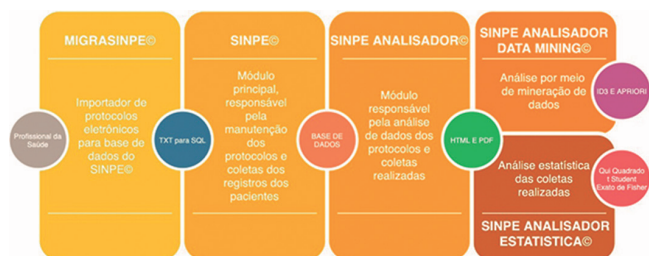 MIGRASINPE©
Importador de
protocolos
eletrônicos
para base de
dados do
SINPE©
Profissional da
Saúde
TXT para SQL
SINPE©
Módulo
principal,
responsável
pela
manutenção
dos
protocolos e
coletas dos
registros dos
pacientes
BASE DE
DADOS
SINPE ANALISADOR©
Módulo
responsável
pela análise
de dados dos
protocolos e
coletas
realizadas
HTML E PDF
SINPE ANALISADOR
DATA MINING©
Análise por meio
de mineração de
dados
ID3 E APRIORI
Análise estatística
das coletas
realizadas
Qui Quadrado
t Student
Exato de Fisher
SINPE ANALISADOR
ESTATISTICA©